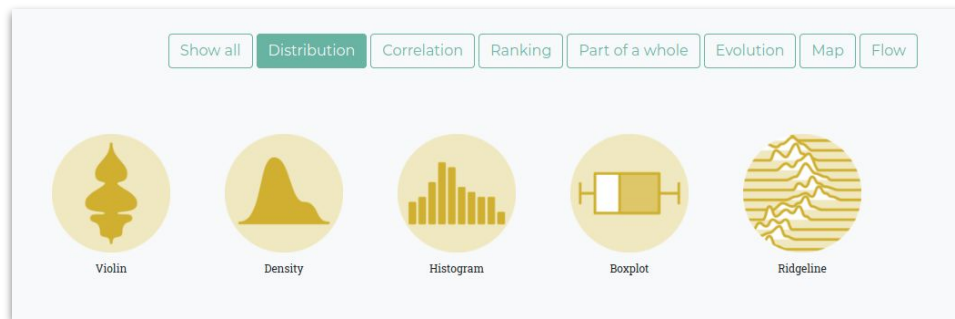 Show all Distribution Correlation Ranking Part of a whole Evolution Map Flow
Violin Density Histogram Boxplot Ridgeline